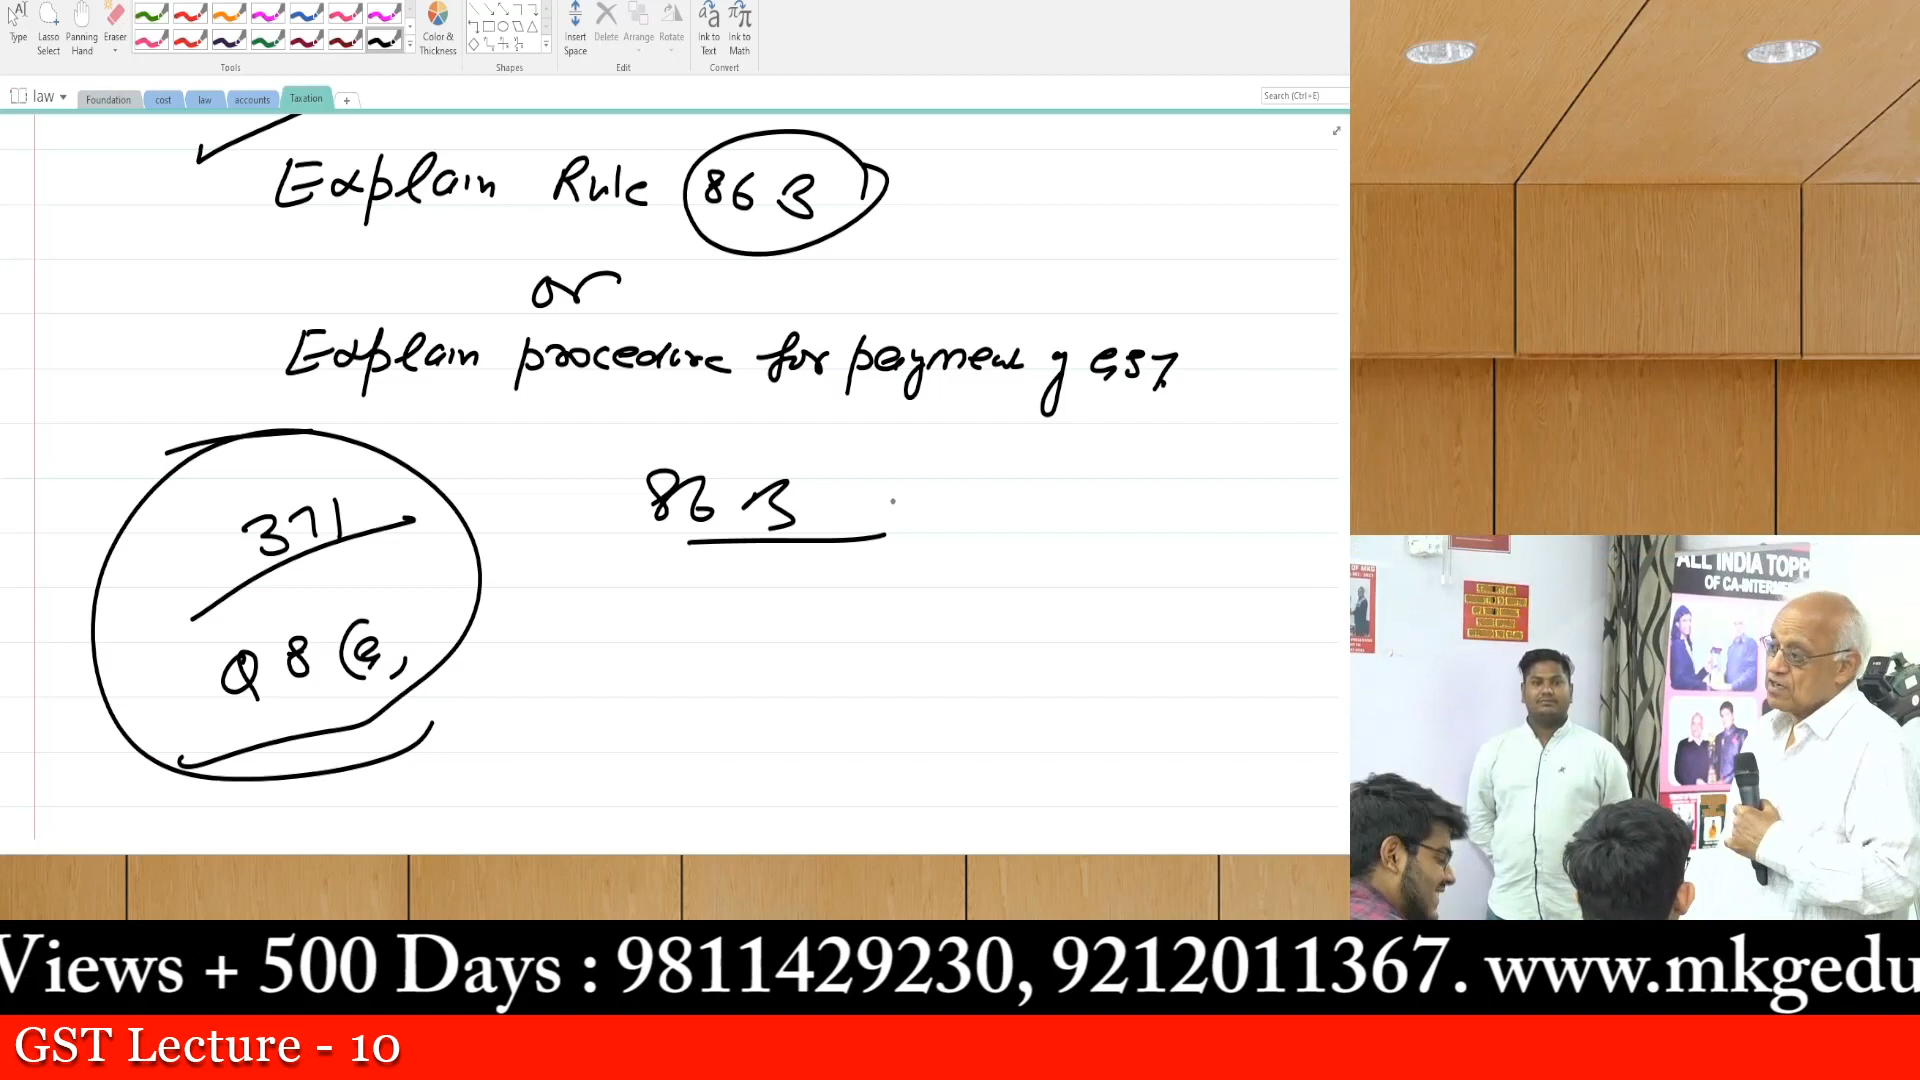 Type
Lasso Select
Panning Hand
Eraser
Color & Thickness
Insert Space
Delete
Arrange
Rotate
Ink to Text
Ink to Math
Tools
Shapes
Edit
Convert
law
Foundation
cost
law
accounts
Taxation
+
Search (Ctrl+E)
Explain Rule 86 B
or
Explain procedure for payment of GST
371
Q 8 (a)
86 B
ALL INDIA TOPP
OF CA-INTERM
Views + 500 Days : 9811429230, 9212011367. www.mkgedu
GST Lecture - 10